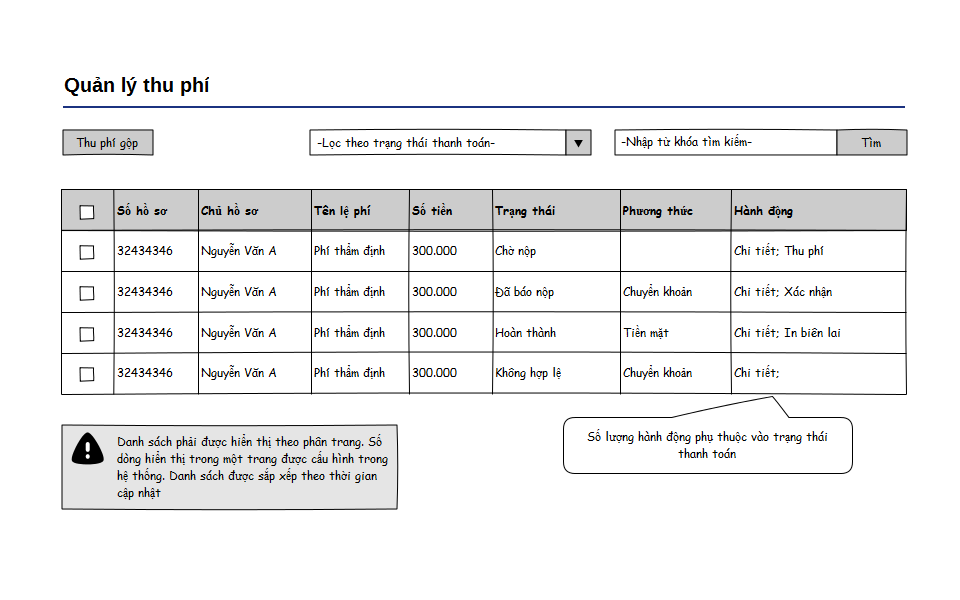 Quản lý thu phí
Thu phí gộp
-Lọc theo trạng thái thanh toán-
-Nhập từ khóa tìm kiếm-
Tìm
Số hồ sơ Chủ hồ sơ Tên lệ phí Số tiền Trạng thái Phương thức Hành động
32434346 Nguyễn Văn A Phí thẩm định 300.000 Chờ nộp Chi tiết; Thu phí
32434346 Nguyễn Văn A Phí thẩm định 300.000 Đã báo nộp Chuyển khoản Chi tiết; Xác nhận
32434346 Nguyễn Văn A Phí thẩm định 300.000 Hoàn thành Tiền mặt Chi tiết; In biên lai
32434346 Nguyễn Văn A Phí thẩm định 300.000 Không hợp lệ Chuyển khoản Chi tiết;
Danh sách phải được hiển thị theo phân trang. Số
dòng hiển thị trong một trang được cấu hình trong
hệ thống. Danh sách được sắp xếp theo thời gian
cập nhật
Số lượng hành động phụ thuộc vào trạng thái
thanh toán